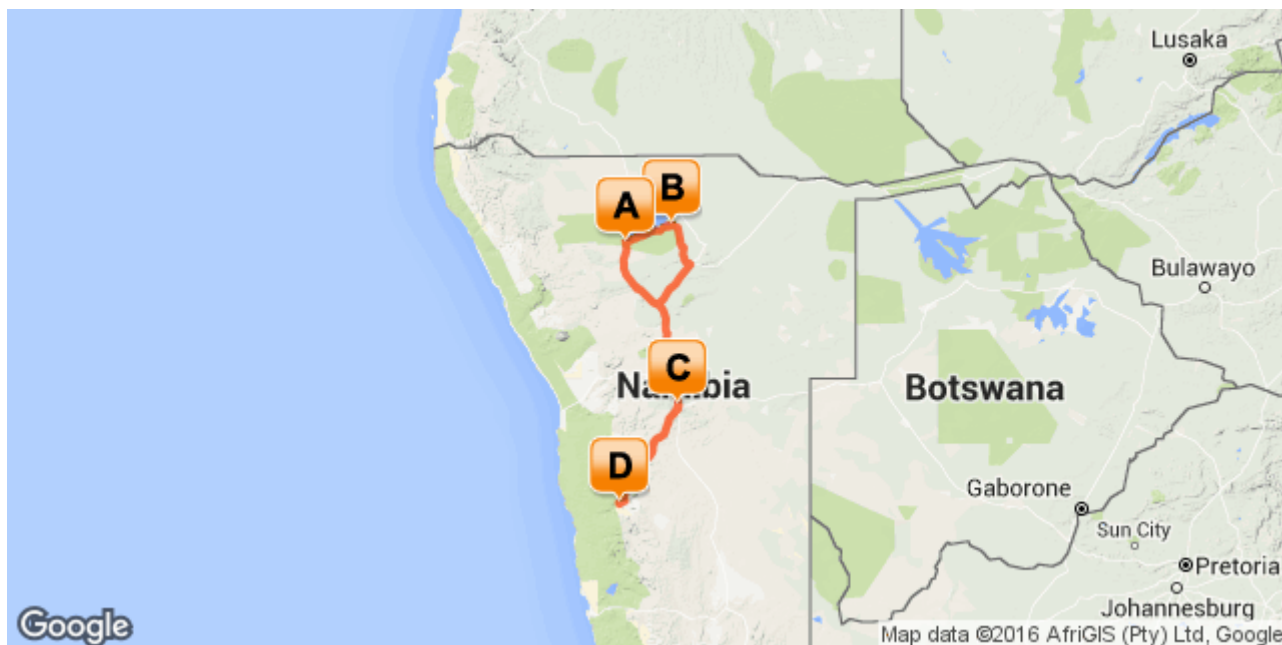 Lusaka
B
A
Bulawayo
C
Namibia
Botswana
D
Gaborone
Sun City
Pretoria
Johannesburg
Google
Map data ©2016 AfriGIS (Pty) Ltd, Google